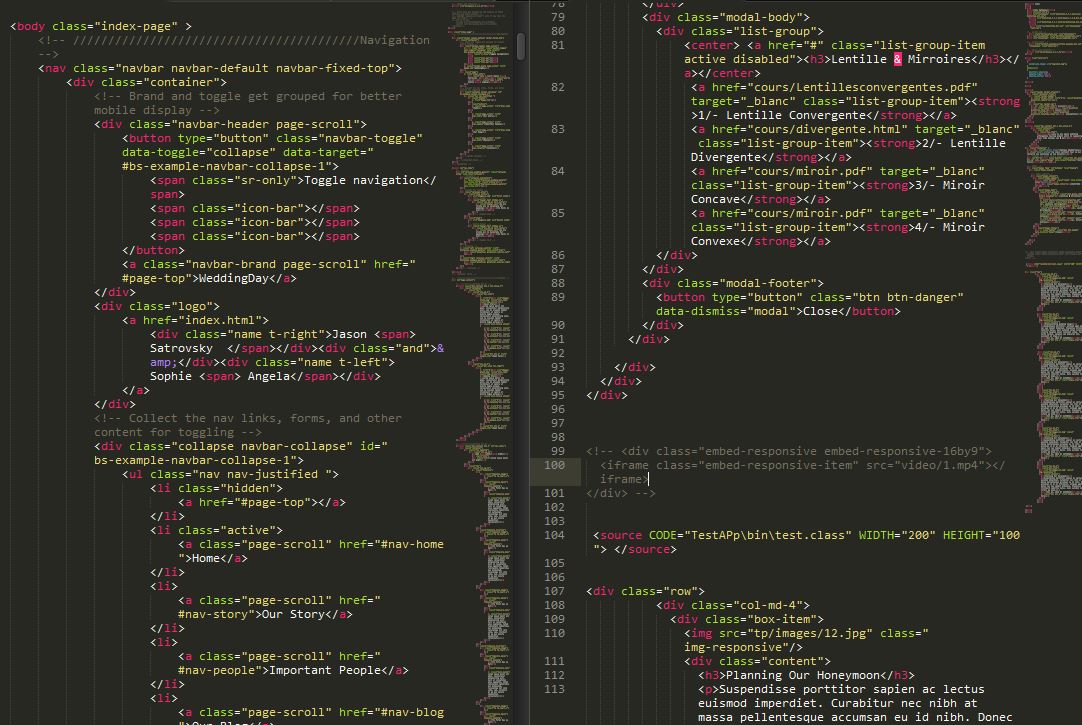 <body class="index-page" >
<!-- /////////////////////////////////////////Navigation
-->
<nav class="navbar navbar-default navbar-fixed-top">
<div class="container">
<!-- Brand and toggle get grouped for better
mobile display -->
<div class="navbar-header page-scroll">
<button type="button" class="navbar-toggle"
data-toggle="collapse" data-target="
#bs-example-navbar-collapse-1">
<span class="sr-only">Toggle navigation</
span>
<span class="icon-bar"></span>
<span class="icon-bar"></span>
<span class="icon-bar"></span>
</button>
<a class="navbar-brand page-scroll" href="
#page-top">WeddingDay</a>
</div>
<div class="logo">
<a href="index.html">
<div class="name t-right">Jason <span>
Satrovsky  </span></div><div class="and">&
amp;</div><div class="name t-left">
Sophie <span> Angela</span></div>
</a>
</div>
<!-- Collect the nav links, forms, and other
content for toggling -->
<div class="collapse navbar-collapse" id="
bs-example-navbar-collapse-1">
<ul class="nav nav-justified ">
<li class="hidden">
<a href="#page-top"></a>
</li>
<li class="active">
<a class="page-scroll" href="#nav-home
">Home</a>
</li>
<li>
<a class="page-scroll" href="
#nav-story">Our Story</a>
</li>
<li>
<a class="page-scroll" href="
#nav-people">Important People</a>
</li>
<li>
<a class="page-scroll" href="#nav-blog
">Our Blog</a>
78 </div>
79 <div class="modal-body">
80 <div class="list-group">
81 <center> <a href="#" class="list-group-item
active disabled"><h3>Lentille & Mirroires</h3></
a></center>
82 <a href="cours/Lentillesconvergentes.pdf"
target="_blanc" class="list-group-item"><strong
>1/- Lentille Convergente</strong></a>
83 <a href="cours/divergente.html" target="_blanc"
class="list-group-item"><strong>2/- Lentille
Divergente</strong></a>
84 <a href="cours/miroir.pdf" target="_blanc"
class="list-group-item"><strong>3/- Miroir
Concave</strong></a>
85 <a href="cours/miroir.pdf" target="_blanc"
class="list-group-item"><strong>4/- Miroir
Convexe</strong></a>
86 </div>
87 </div>
88 <div class="modal-footer">
89 <button type="button" class="btn btn-danger"
data-dismiss="modal">Close</button>
90 </div>
91 </div>
92
93 </div>
94 </div>
95 </div>
96
97
98
99 <!-- <div class="embed-responsive embed-responsive-16by9">
100 <iframe class="embed-responsive-item" src="video/1.mp4"></
iframe>
101 </div> -->
102
103
104 <source CODE="TestAPp\bin\test.class" WIDTH="200" HEIGHT="100
"> </source>
105
106
107 <div class="row">
108 <div class="col-md-4">
109 <div class="box-item">
110 <img src="tp/images/12.jpg" class="
img-responsive"/>
111 <div class="content">
112 <h3>Planning Our Honeymoon</h3>
113 <p>Suspendisse porttitor sapien ac lectus
euismod imperdiet. Curabitur nec nibh at
massa pellentesque accumsan eu id nibh. Donec